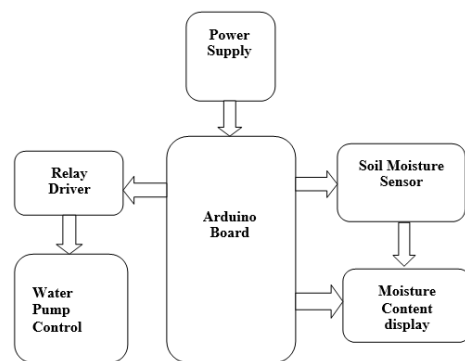 Power
Supply
Relay
Driver
Arduino
Board
Soil Moisture
Sensor
Water
Pump
Control
Moisture
Content
display